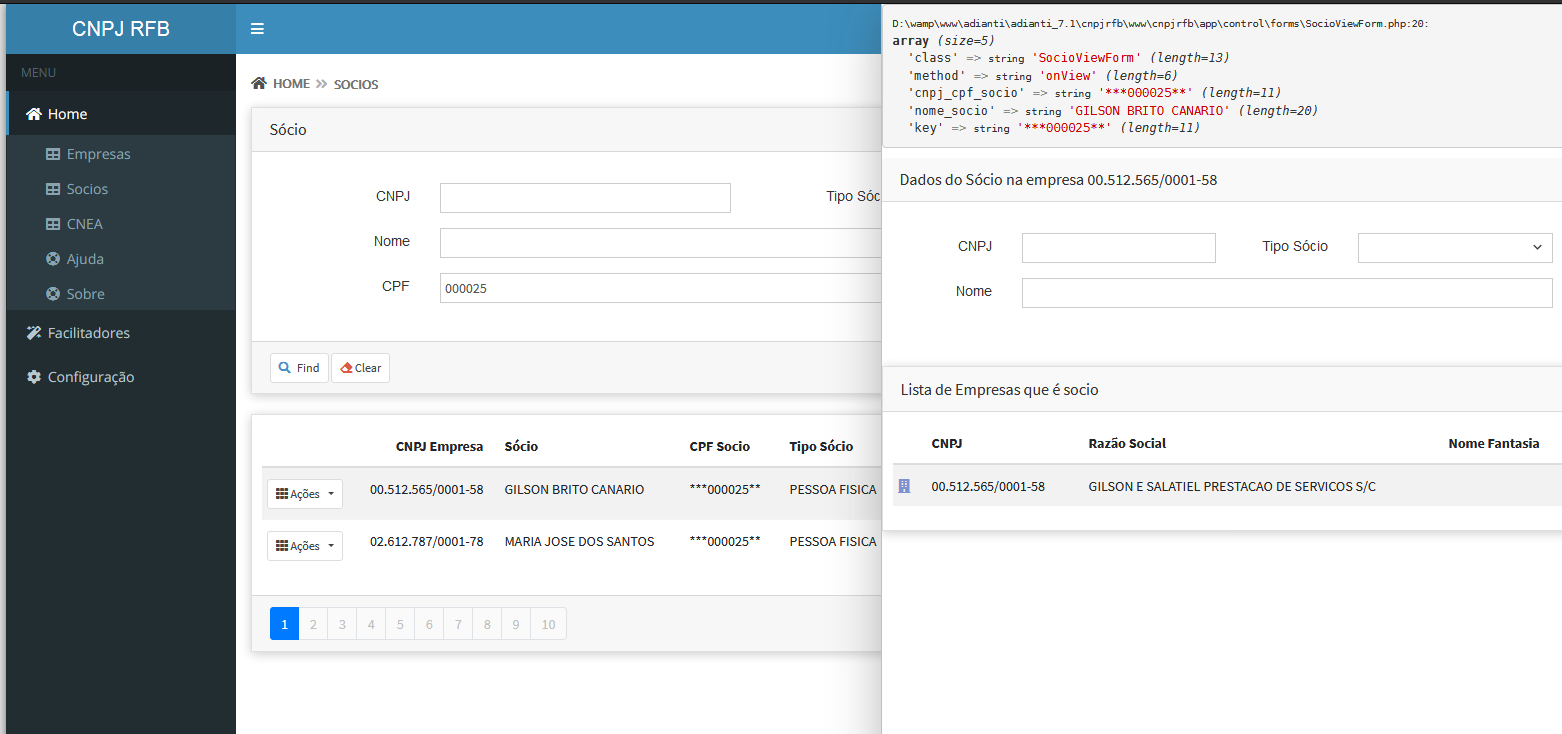 CNPJ RFB
MENU
Home
Empresas
Socios
CNEA
Ajuda
Sobre
Facilitadores
Configuração
HOME » SOCIOS
Sócio
CNPJ
Tipo Sóc
Nome
CPF 000025
Find Clear
CNPJ Empresa Sócio CPF Socio Tipo Sócio
Ações 00.512.565/0001-58 GILSON BRITO CANARIO ***000025** PESSOA FISICA
Ações 02.612.787/0001-78 MARIA JOSE DOS SANTOS ***000025** PESSOA FISICA
1 2 3 4 5 6 7 8 9 10
D:\wamp\www\adianti\adianti_7.1\cnpjrfb\www\cnpjrfb\app\control\forms\SocioViewForm.php:20:
array (size=5)
'class' => string 'SocioViewForm' (length=13)
'method' => string 'onView' (length=6)
'cnpj_cpf_socio' => string '***000025**' (length=11)
'nome_socio' => string 'GILSON BRITO CANARIO' (length=20)
'key' => string '***000025**' (length=11)
Dados do Sócio na empresa 00.512.565/0001-58
CNPJ Tipo Sócio
Nome
Lista de Empresas que é socio
CNPJ Razão Social Nome Fantasia
00.512.565/0001-58 GILSON E SALATIEL PRESTACAO DE SERVICOS S/C